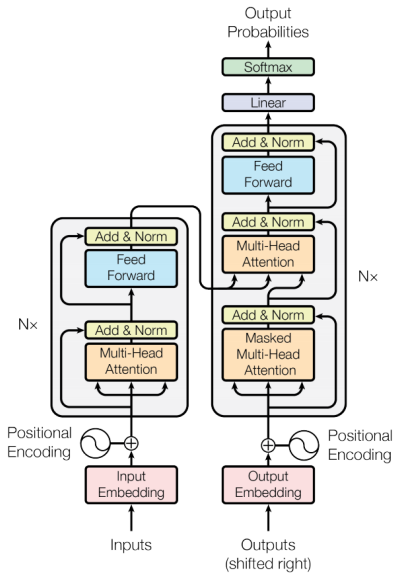 Output
Probabilities
Softmax
Linear
Add & Norm
Feed
Forward
Add & Norm
Multi-Head
Attention
Add & Norm
Masked
Multi-Head
Attention
N×
Add & Norm
Feed
Forward
Add & Norm
Multi-Head
Attention
N×
Positional
Encoding
Positional
Encoding
Input
Embedding
Output
Embedding
Inputs
Outputs
(shifted right)